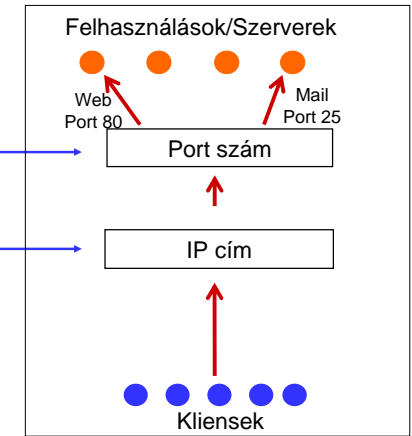 Felhasználások/Szerverek
Web
Port 80
Mail
Port 25
Port szám
IP cím
Kliensek